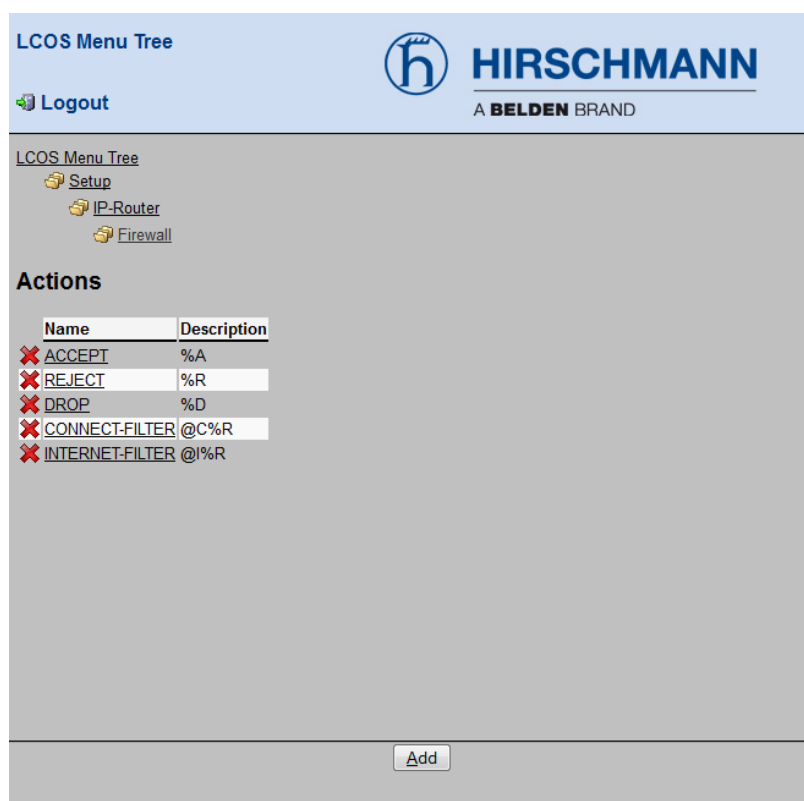 LCOS Menu Tree
HIRSCHMANN
Logout
A BELDEN BRAND
LCOS Menu Tree
Setup
IP-Router
Firewall
Actions
Name Description
ACCEPT %A
REJECT %R
DROP %D
CONNECT-FILTER @C%R
INTERNET-FILTER @I%R
Add